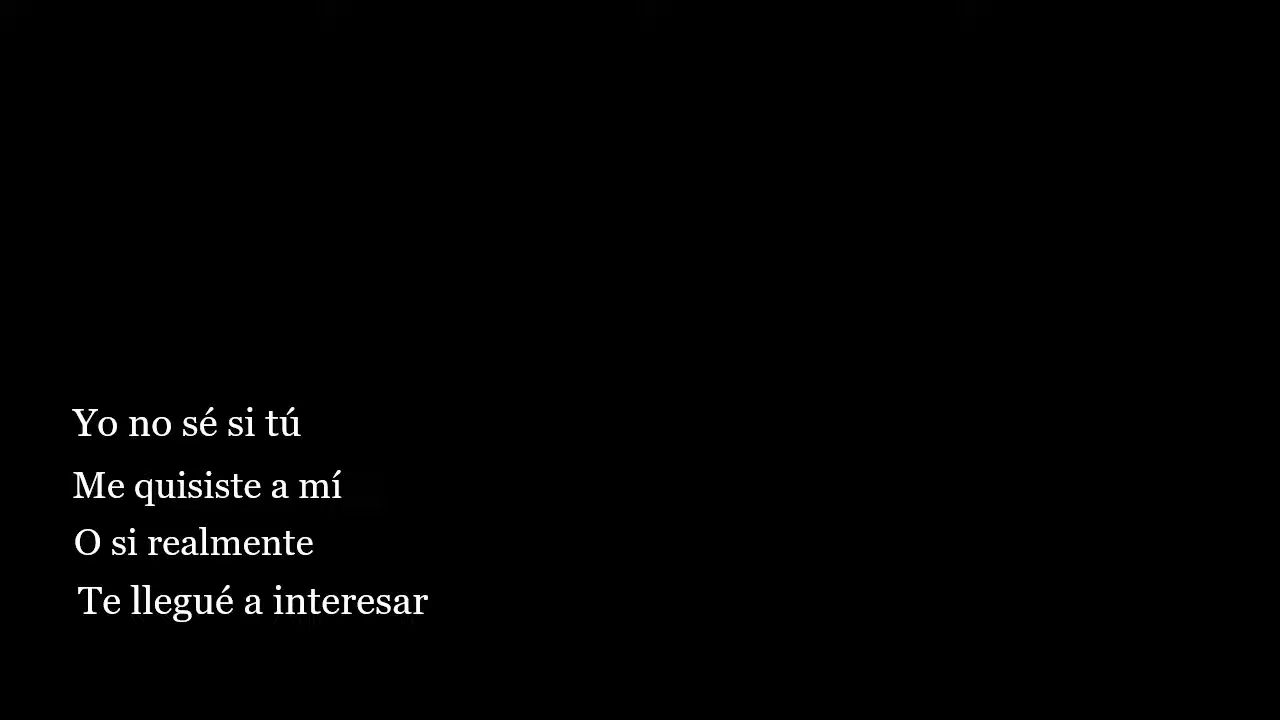 Yo no sé si tú
Me quisiste a mí
O si realmente
Te llegué a interesar